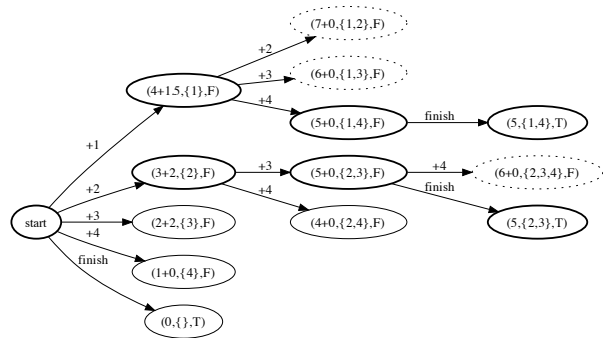 (7+0,{1,2},F)
+2
(6+0,{1,3},F)
+3
(4+1.5,{1},F)
+4
(5+0,{1,4},F)
finish
(5,{1,4},T)
+1
(3+2,{2},F)
+3
(5+0,{2,3},F)
+4
(6+0,{2,3,4},F)
+2
+4
finish
start
+3
(2+2,{3},F)
(4+0,{2,4},F)
(5,{2,3},T)
+4
finish
(1+0,{4},F)
(0,{},T)